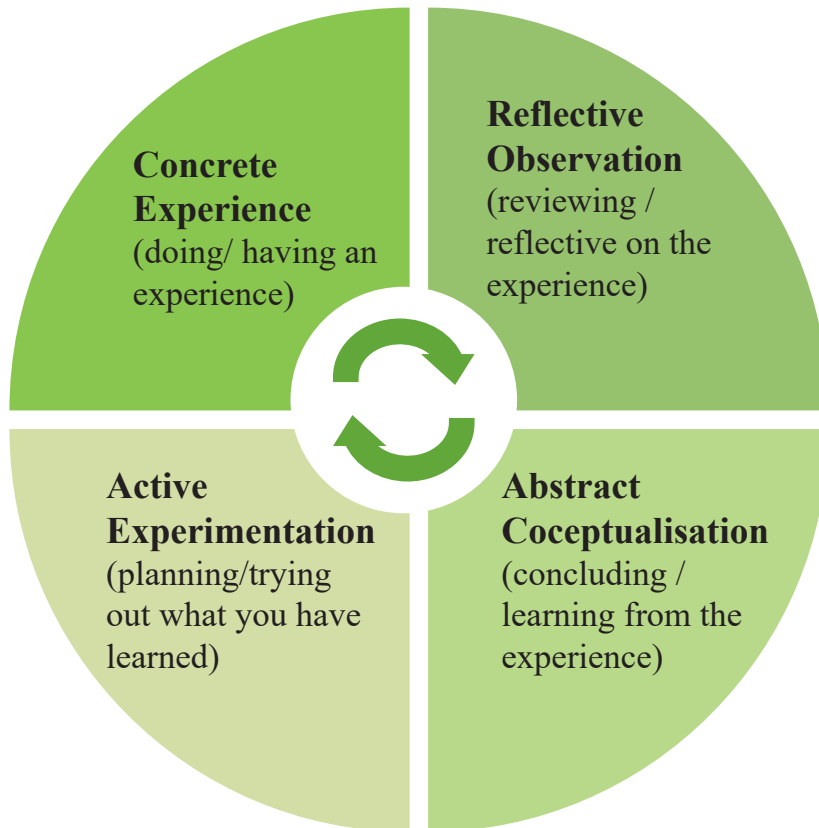 Concrete
Experience
(doing/ having an
experience)
Reflective
Observation
(reviewing /
reflective on the
experience)
Active
Experimentation
(planning/trying
out what you have
learned)
Abstract
Coceptualisation
(concluding /
learning from the
experience)